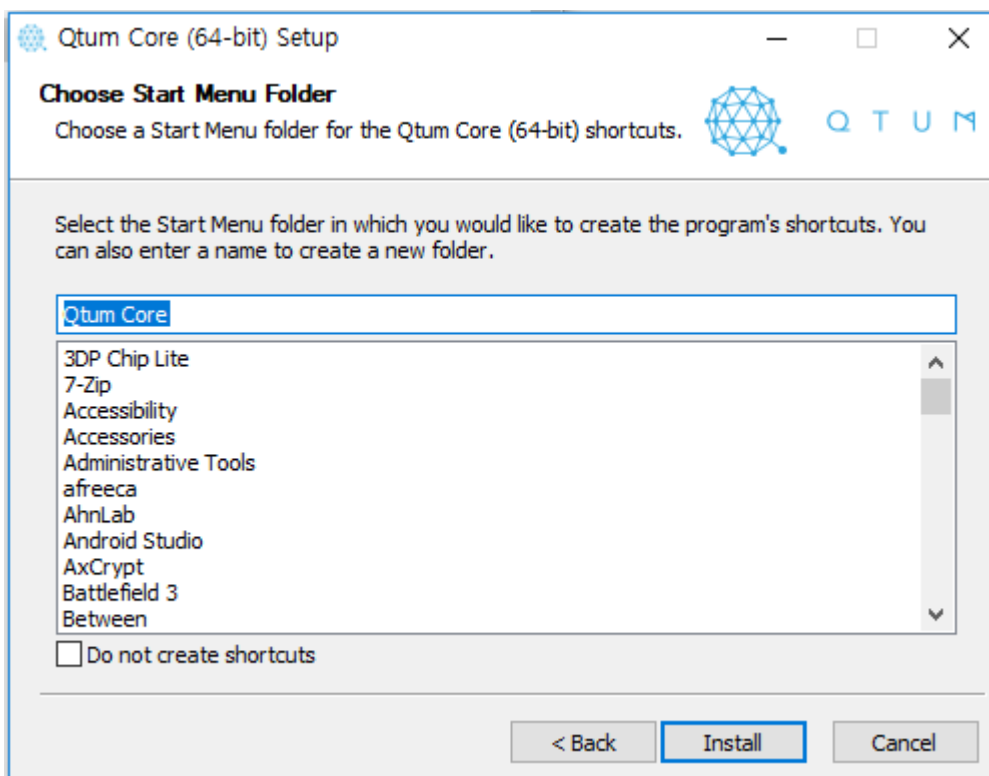 Qtum Core (64-bit) Setup
Choose Start Menu Folder
Choose a Start Menu folder for the Qtum Core (64-bit) shortcuts.
QTUM
Select the Start Menu folder in which you would like to create the program's shortcuts. You
can also enter a name to create a new folder.
Qtum Core
3DP Chip Lite
7-Zip
Accessibility
Accessories
Administrative Tools
afreeca
AhnLab
Android Studio
AxCrypt
Battlefield 3
Between
Do not create shortcuts
< Back
Install
Cancel